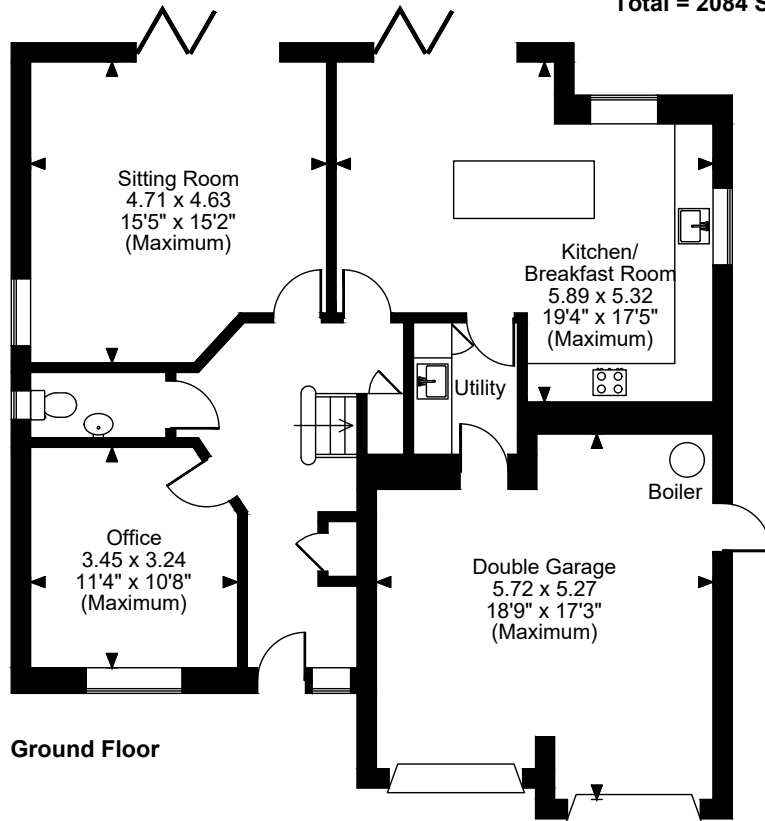 Total = 2084 S
Sitting Room
4.71 x 4.63
15'5" x 15'2"
(Maximum)
Kitchen/
Breakfast Room
5.89 x 5.32
19'4" x 17'5"
(Maximum)
Utility
Boiler
Office
3.45 x 3.24
11'4" x 10'8"
(Maximum)
Double Garage
5.72 x 5.27
18'9" x 17'3"
(Maximum)
Ground Floor